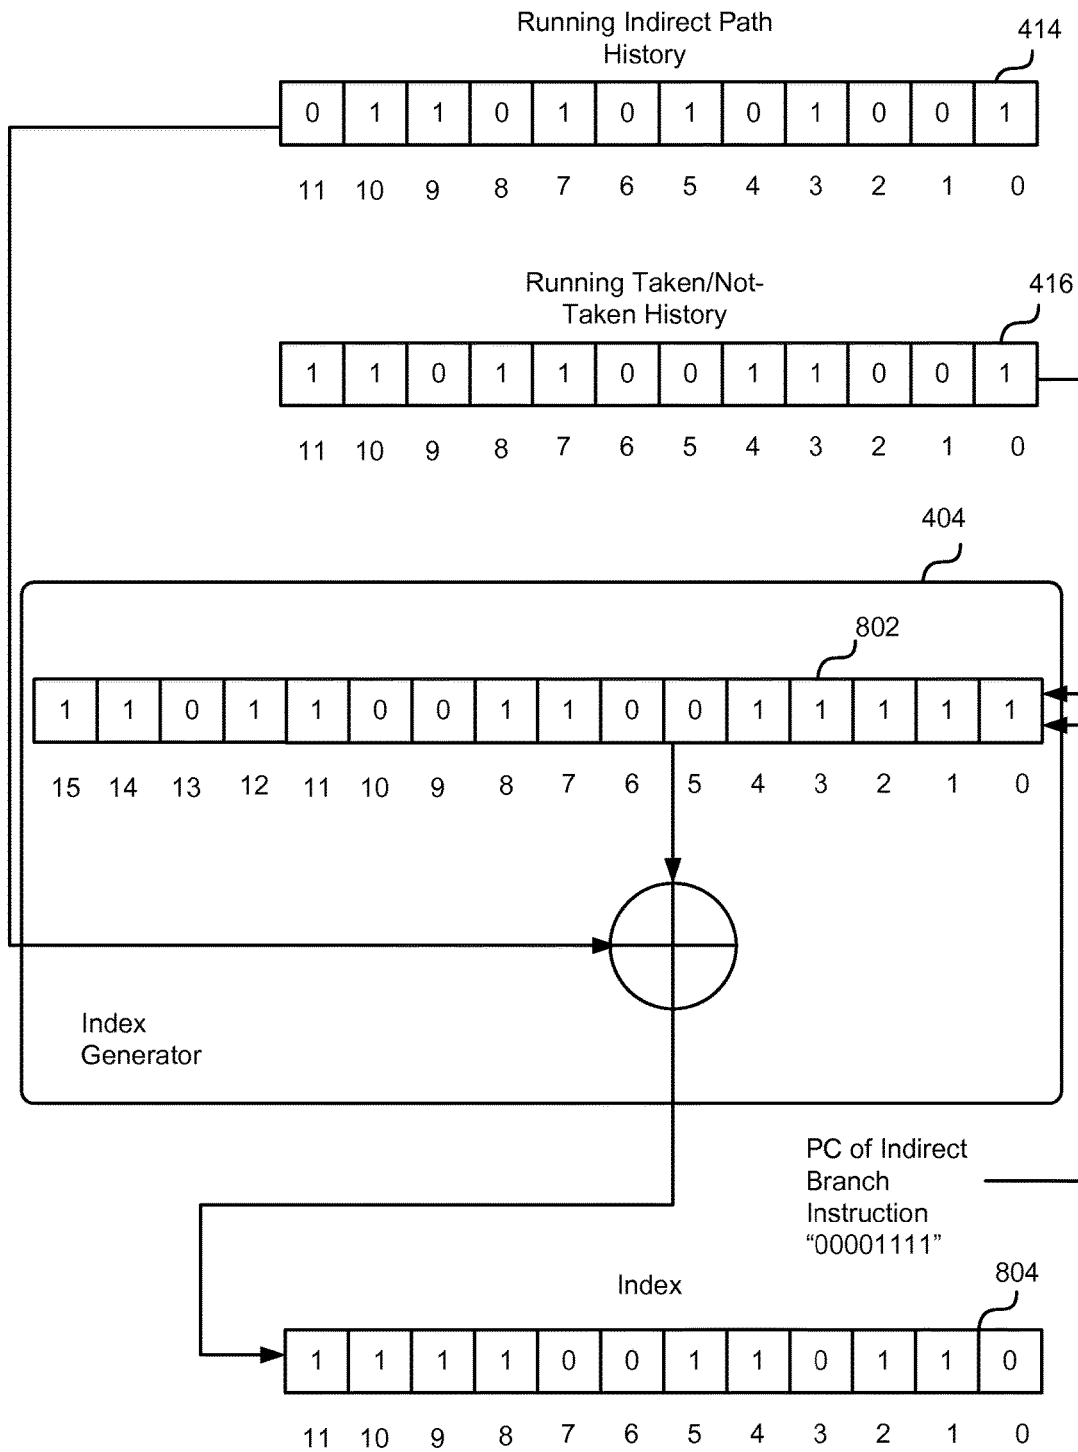 Running Indirect Path
History
414
0 1 1 0 1 0 1 0 1 0 0 1
11 10 9 8 7 6 5 4 3 2 1 0
Running Taken/Not-
Taken History
416
1 1 0 1 1 0 0 1 1 0 0 1
11 10 9 8 7 6 5 4 3 2 1 0
404
802
1 1 0 1 1 0 0 1 1 0 0 1 1 1 1 1
15 14 13 12 11 10 9 8 7 6 5 4 3 2 1 0
Index
Generator
PC of Indirect
Branch
Instruction
“00001111”
Index
804
1 1 1 1 0 0 1 1 0 1 1 0
11 10 9 8 7 6 5 4 3 2 1 0